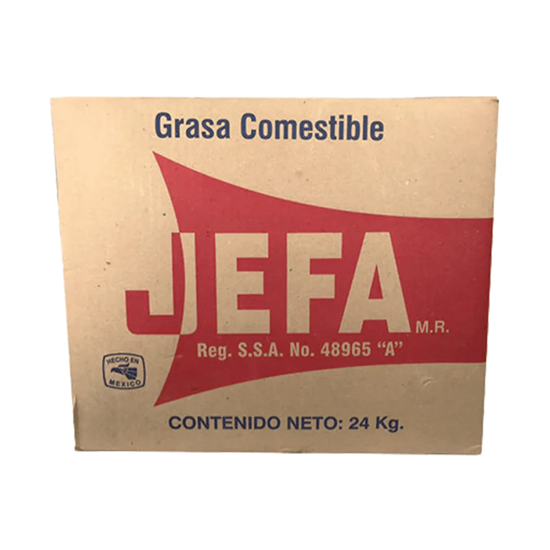 Grasa Comestible
JEFA M.R.
Reg. S.S.A. No. 48965 “A”
HECHO EN
MEXICO
CONTENIDO NETO: 24 Kg.